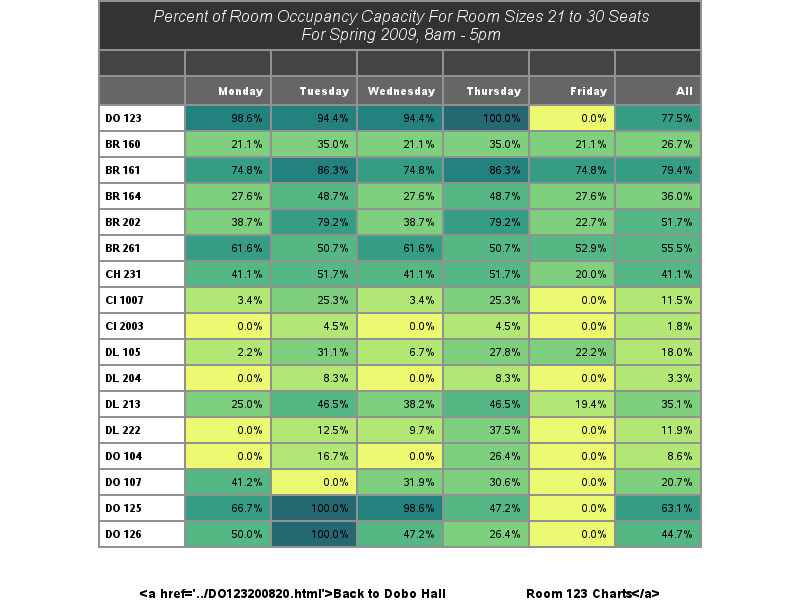 Percent of Room Occupancy Capacity For Room Sizes 21 to 30 Seats
For Spring 2009, 8am - 5pm
Monday Tuesday Wednesday Thursday Friday All
DO 123 98.6% 94.4% 94.4% 100.0% 0.0% 77.5%
BR 160 21.1% 35.0% 21.1% 35.0% 21.1% 26.7%
BR 161 74.8% 86.3% 74.8% 86.3% 74.8% 79.4%
BR 164 27.6% 48.7% 27.6% 48.7% 27.6% 36.0%
BR 202 38.7% 79.2% 38.7% 79.2% 22.7% 51.7%
BR 261 61.6% 50.7% 61.6% 50.7% 52.9% 55.5%
CH 231 41.1% 51.7% 41.1% 51.7% 20.0% 41.1%
CI 1007 3.4% 25.3% 3.4% 25.3% 0.0% 11.5%
CI 2003 0.0% 4.5% 0.0% 4.5% 0.0% 1.8%
DL 105 2.2% 31.1% 6.7% 27.8% 22.2% 18.0%
DL 204 0.0% 8.3% 0.0% 8.3% 0.0% 3.3%
DL 213 25.0% 46.5% 38.2% 46.5% 19.4% 35.1%
DL 222 0.0% 12.5% 9.7% 37.5% 0.0% 11.9%
DO 104 0.0% 16.7% 0.0% 26.4% 0.0% 8.6%
DO 107 41.2% 0.0% 31.9% 30.6% 0.0% 20.7%
DO 125 66.7% 100.0% 98.6% 47.2% 0.0% 63.1%
DO 126 50.0% 100.0% 47.2% 26.4% 0.0% 44.7%
<a href='../DO123200820.html'>Back to Dobo Hall Room 123 Charts</a>